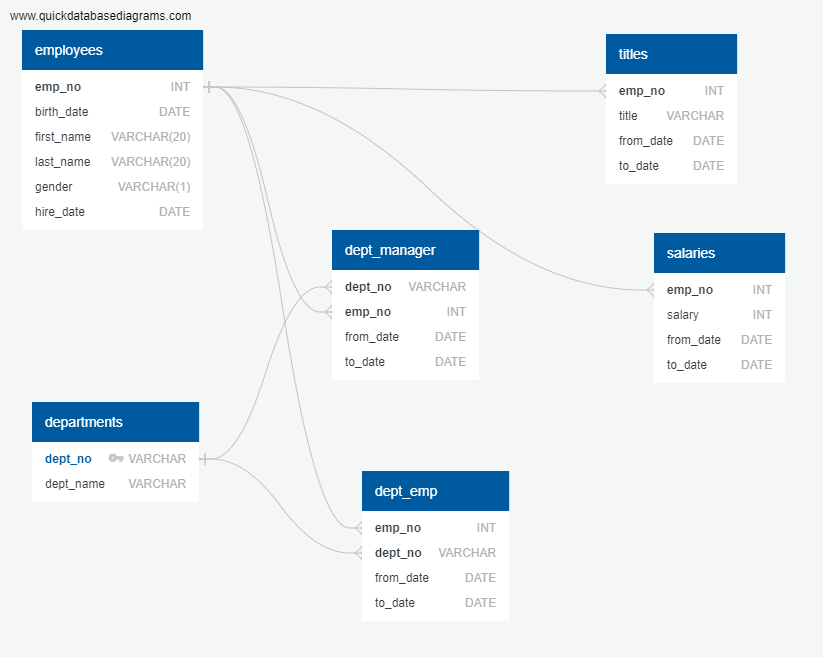 www.quickdatabasediagrams.com
employees
emp_no INT
birth_date DATE
first_name VARCHAR(20)
last_name VARCHAR(20)
gender VARCHAR(1)
hire_date DATE
titles
emp_no INT
title VARCHAR
from_date DATE
to_date DATE
dept_manager
dept_no VARCHAR
emp_no INT
from_date DATE
to_date DATE
salaries
emp_no INT
salary INT
from_date DATE
to_date DATE
departments
dept_no VARCHAR
dept_name VARCHAR
dept_emp
emp_no INT
dept_no VARCHAR
from_date DATE
to_date DATE